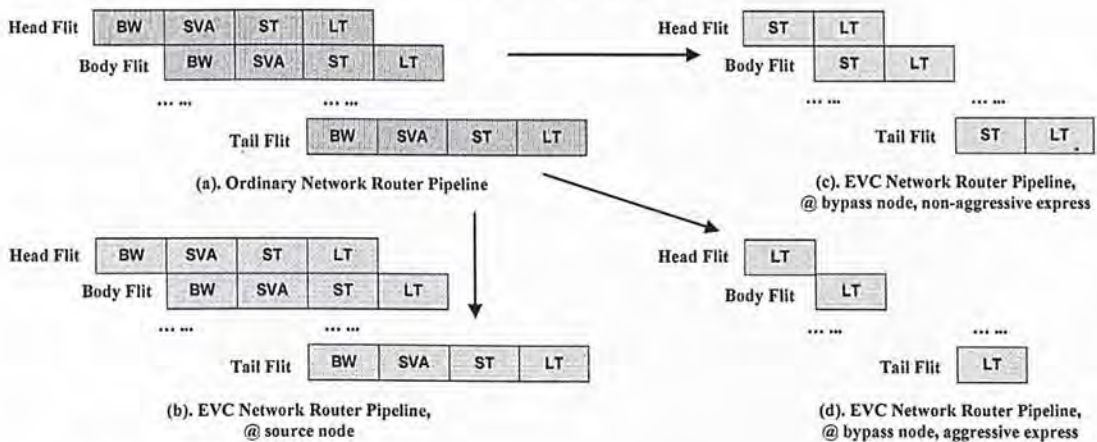 Head Flit BW SVA ST LT
Body Flit BW SVA ST LT
... ... ... ...
Tail Flit BW SVA ST LT
(a). Ordinary Network Router Pipeline
Head Flit ST LT
Body Flit ST LT
... ... ... ...
Tail Flit ST LT
(c). EVC Network Router Pipeline,
@ bypass node, non-aggressive express
Head Flit BW SVA ST LT
Body Flit BW SVA ST LT
... ... ... ...
Tail Flit BW SVA ST LT
(b). EVC Network Router Pipeline,
@ source node
Head Flit LT
Body Flit LT
... ... ... ...
Tail Flit LT
(d). EVC Network Router Pipeline,
@ bypass node, aggressive express